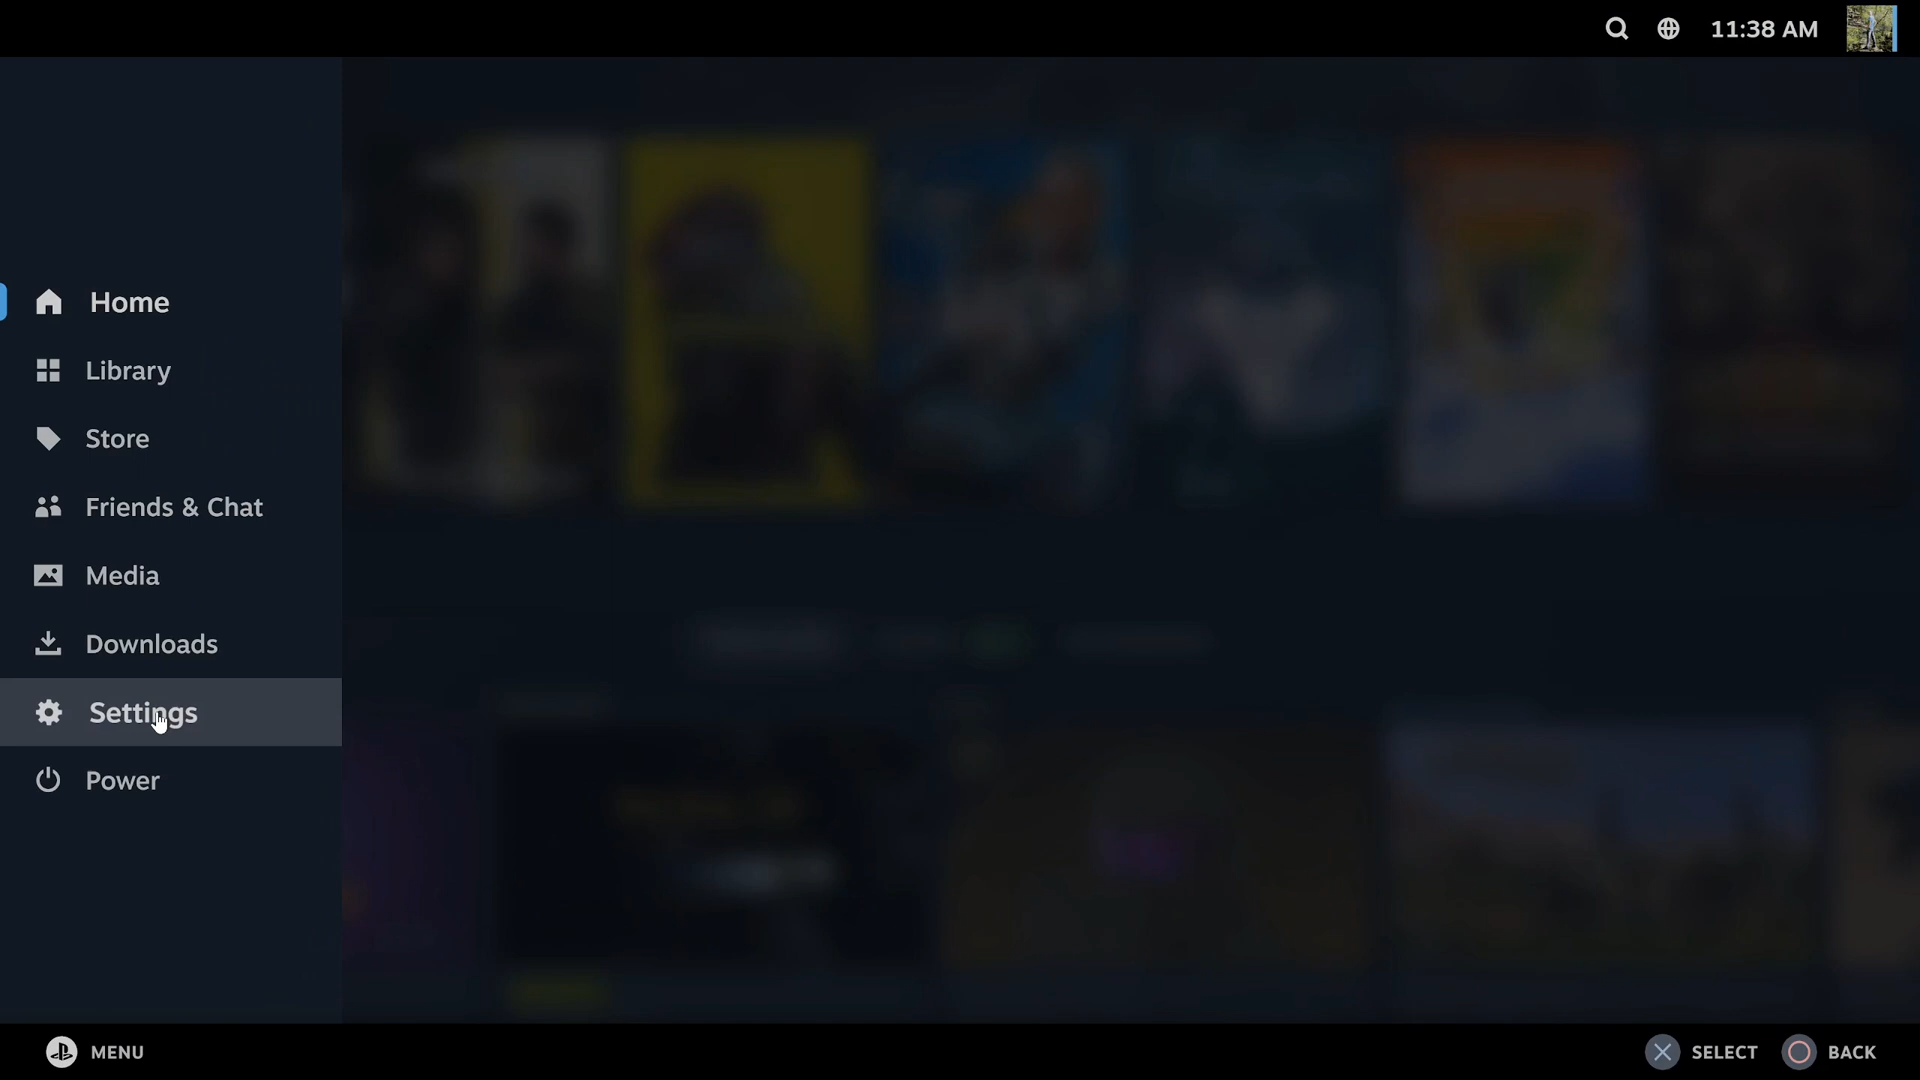 11:38 AM
Home
Library
Store
Friends & Chat
Media
Downloads
Settings
Power
MENU
SELECT
BACK